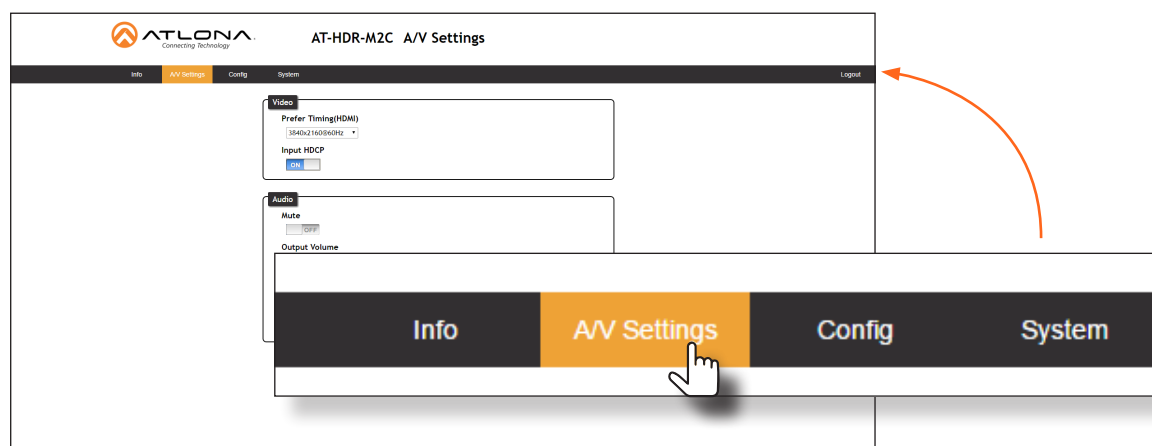 ATLONA.
Connecting Technology
AT-HDR-M2C A/V Settings
Info A/V Settings Config System Logout
Video
Prefer Timing(HDMI)
3840x2160@60Hz
Input HDCP
ON
Audio
Mute
OFF
Output Volume
Info A/V Settings Config System